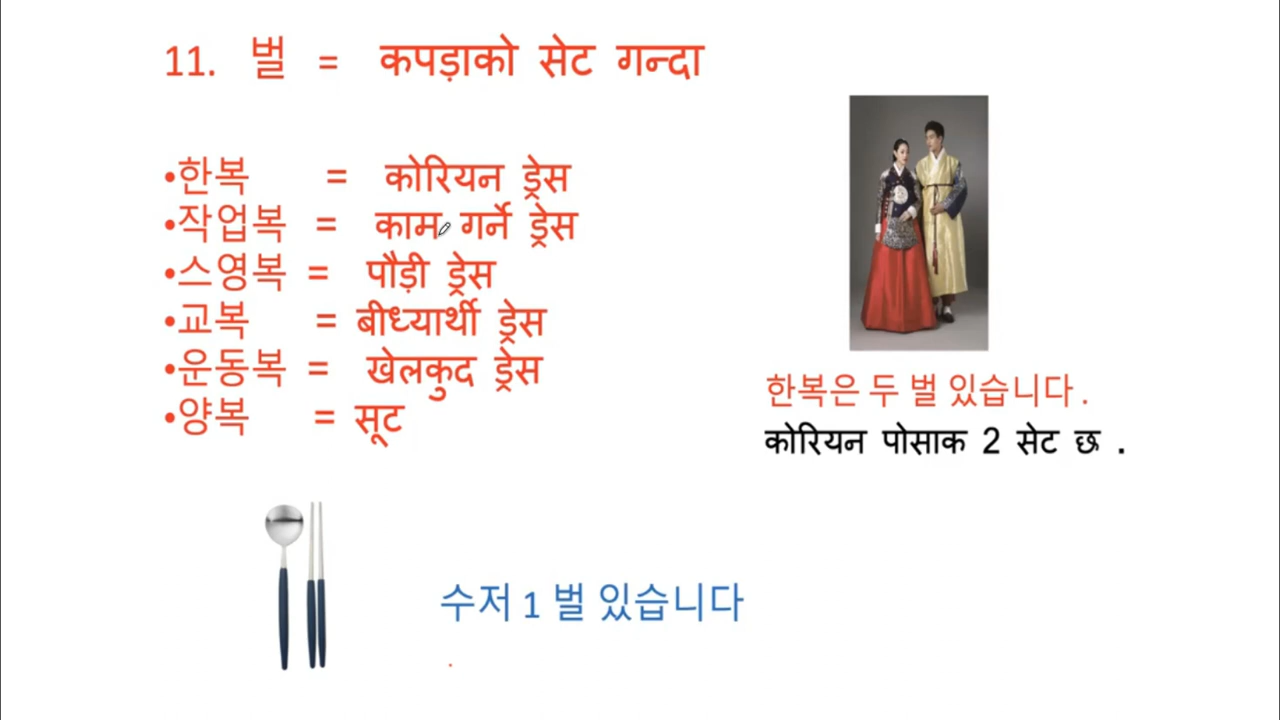 11. 벌 = कपड़ाको सेट गन्दा
•한복 = कोरियन ड्रेस
•작업복 = काम गर्ने ड्रेस
•스영복 = पौड़ी ड्रेस
•교복 = बीध्यार्थी ड्रेस
•운동복 = खेलकुद ड्रेस
•양복 = सूट
한복은 두 벌 있습니다.
कोरियन पोसाक 2 सेट छ .
수저 1 벌 있습니다
.